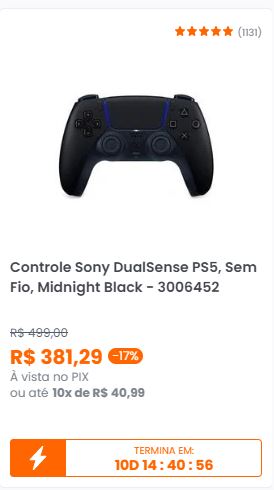 (1131)
Controle Sony DualSense PS5, Sem
Fio, Midnight Black - 3006452
R$ 499,00
R$ 381,29 -17%
À vista no PIX
ou até 10x de R$ 40,99
TERMINA EM:
10D 14 : 40 : 56